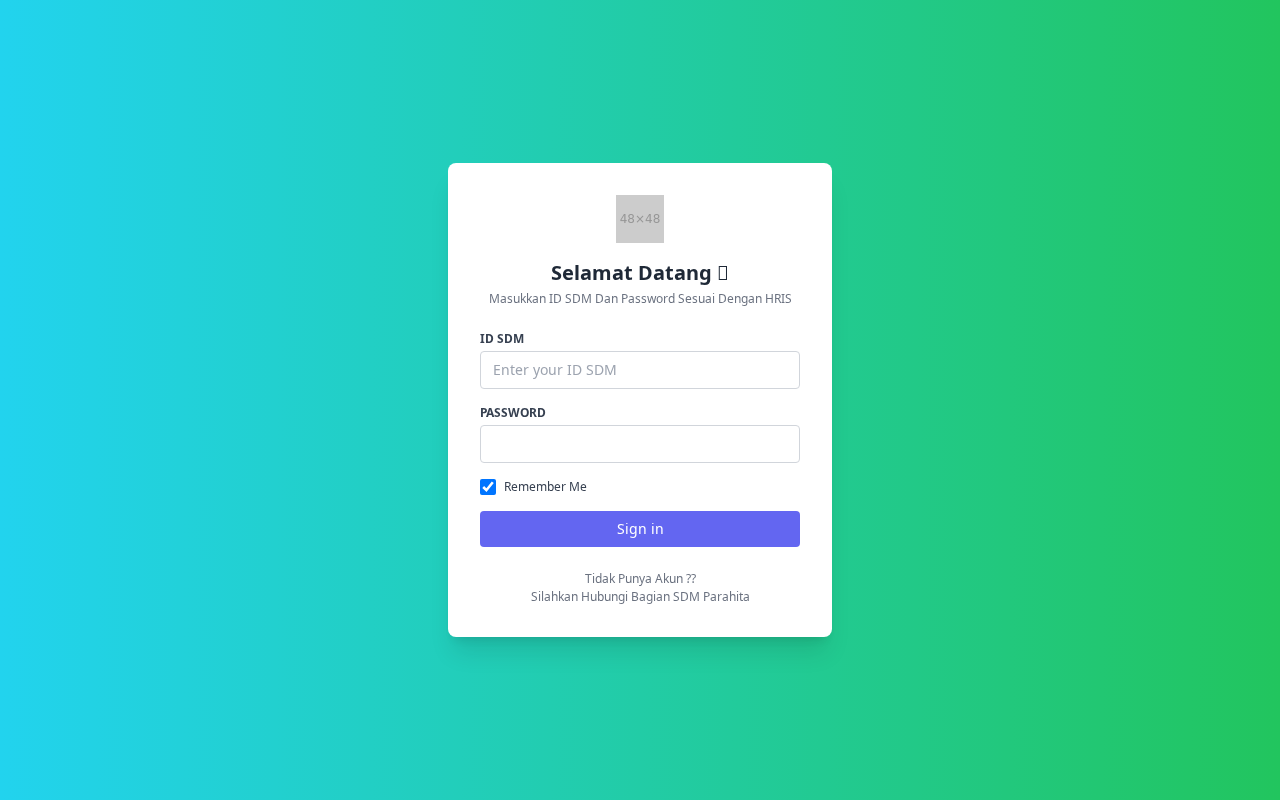 48×48
Selamat Datang
Masukkan ID SDM Dan Password Sesuai Dengan HRIS
ID SDM
Enter your ID SDM
PASSWORD
Remember Me
Sign in
Tidak Punya Akun ??
Silahkan Hubungi Bagian SDM Parahita